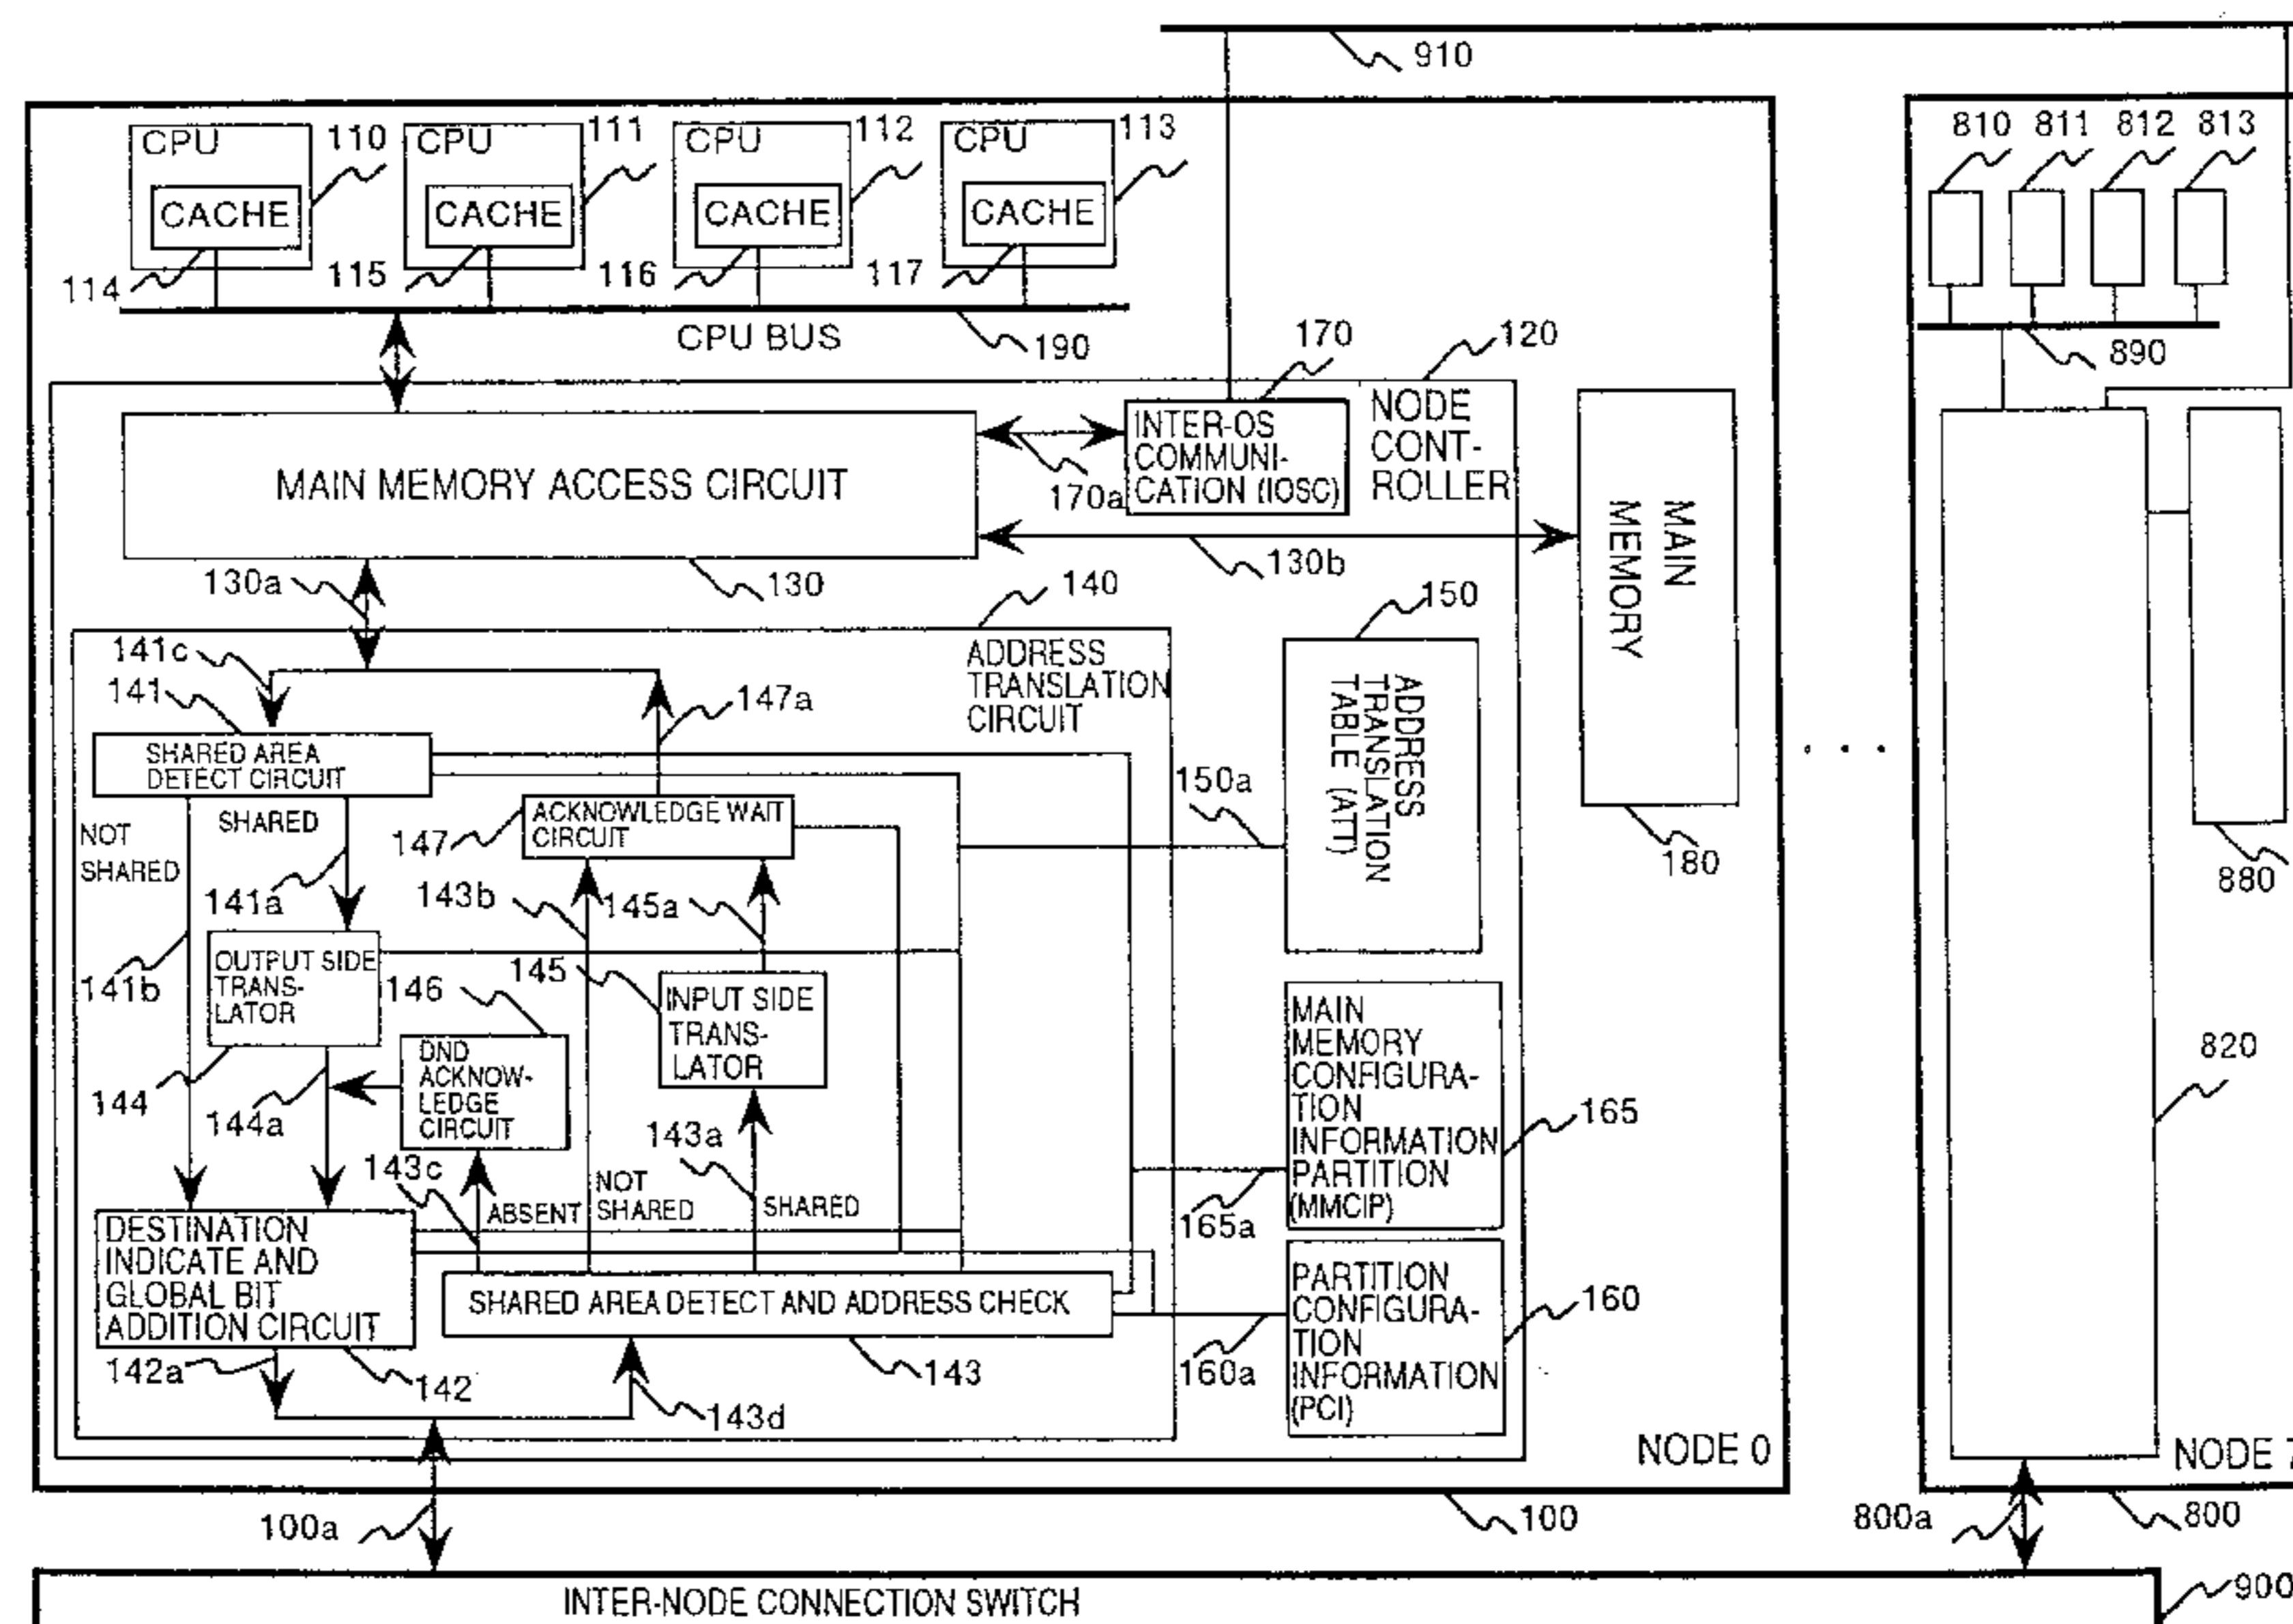 910
CPU
110
CPU
111
CPU
112
CPU
113
810
811
812
813
CACHE
CACHE
CACHE
CACHE
114
115
116
117
CPU BUS
190
170
120
890
MAIN MEMORY ACCESS CIRCUIT
INTER-OS
COMMUNI-
CATION (IOSC)
170a
NODE
CONT-
ROLLER
MAIN
MEMORY
130a
130
130b
140
150
141c
141
147a
ADDRESS
TRANSLATION
CIRCUIT
ADDRESS
TRANSLATION
TABLE (ATT)
SHARED AREA
DETECT CIRCUIT
150a
NOT
SHARED
SHARED
147
ACKNOWLEDGE WAIT
CIRCUIT
180
880
141a
143b
145a
141b
OUTPUT SIDE
TRANS-
LATOR
146
145
INPUT SIDE
TRANS-
LATOR
MAIN
MEMORY
CONFIGURA-
TION
INFORMATION
PARTITION
(MMCIP)
165
820
144
144a
DND
ACKNOW-
LEDGE
CIRCUIT
143a
143c
ABSENT
NOT
SHARED
SHARED
165a
DESTINATION
INDICATE AND
GLOBAL BIT
ADDITION CIRCUIT
SHARED AREA DETECT AND ADDRESS CHECK
PARTITION
CONFIGURA-
TION
INFORMATION
(PCI)
160
142a
142
143
160a
143d
NODE 0
NODE 7
100a
100
800a
800
INTER-NODE CONNECTION SWITCH
900